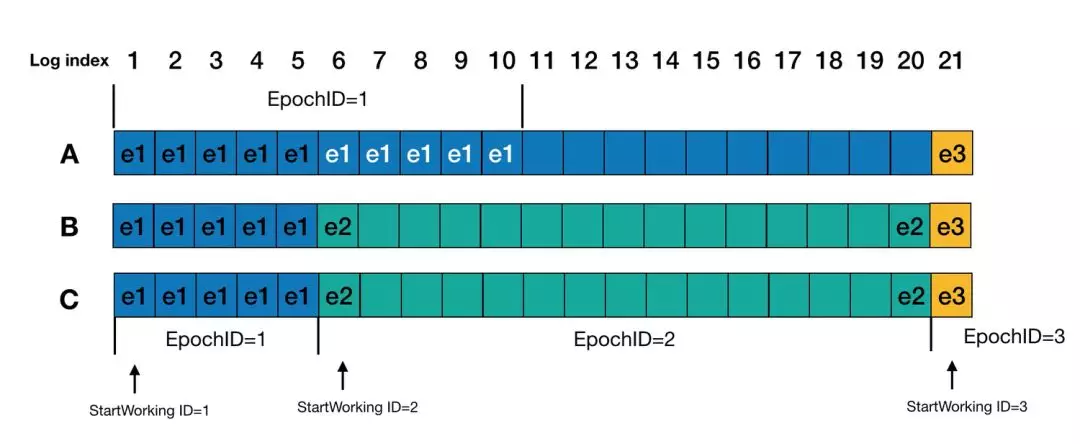 Log index 1 2 3 4 5 6 7 8 9 10 11 12 13 14 15 16 17 18 19 20 21
EpochID=1
A e1 e1 e1 e1 e1 e1 e1 e1 e1 e1 e3
B e1 e1 e1 e1 e1 e2 e2 e3
C e1 e1 e1 e1 e1 e2 e2 e3
EpochID=1 EpochID=2 EpochID=3
StartWorking ID=1 StartWorking ID=2 StartWorking ID=3